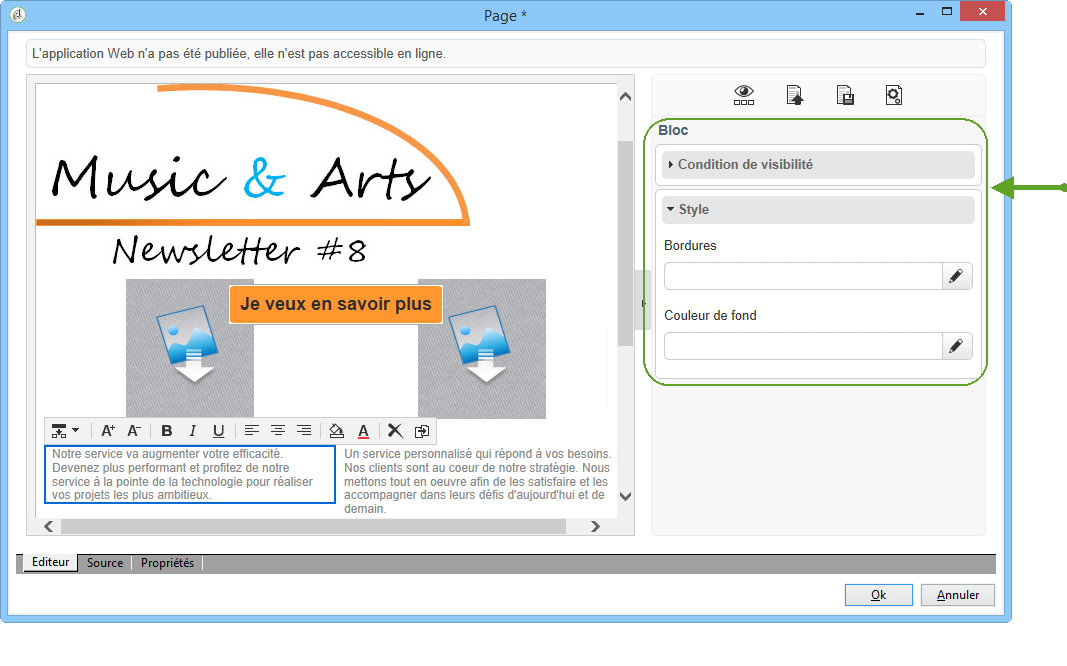 Page *
L'application Web n'a pas été publiée, elle n'est pas accessible en ligne.
Music & Arts
Newsletter #8
Je veux en savoir plus
A+ A- B I U A
Notre service va augmenter votre efficacité.
Devenez plus performant et profitez de notre
service à la pointe de la technologie pour réaliser
vos projets les plus ambitieux.
Un service personnalisé qui répond à vos besoins.
Nos clients sont au coeur de notre stratégie. Nous
mettons tout en oeuvre afin de les satisfaire et les
accompagner dans leurs défis d'aujourd'hui et de
demain.
Bloc
Condition de visibilité
Style
Bordures
Couleur de fond
Editeur
Source
Propriétés
Ok
Annuler